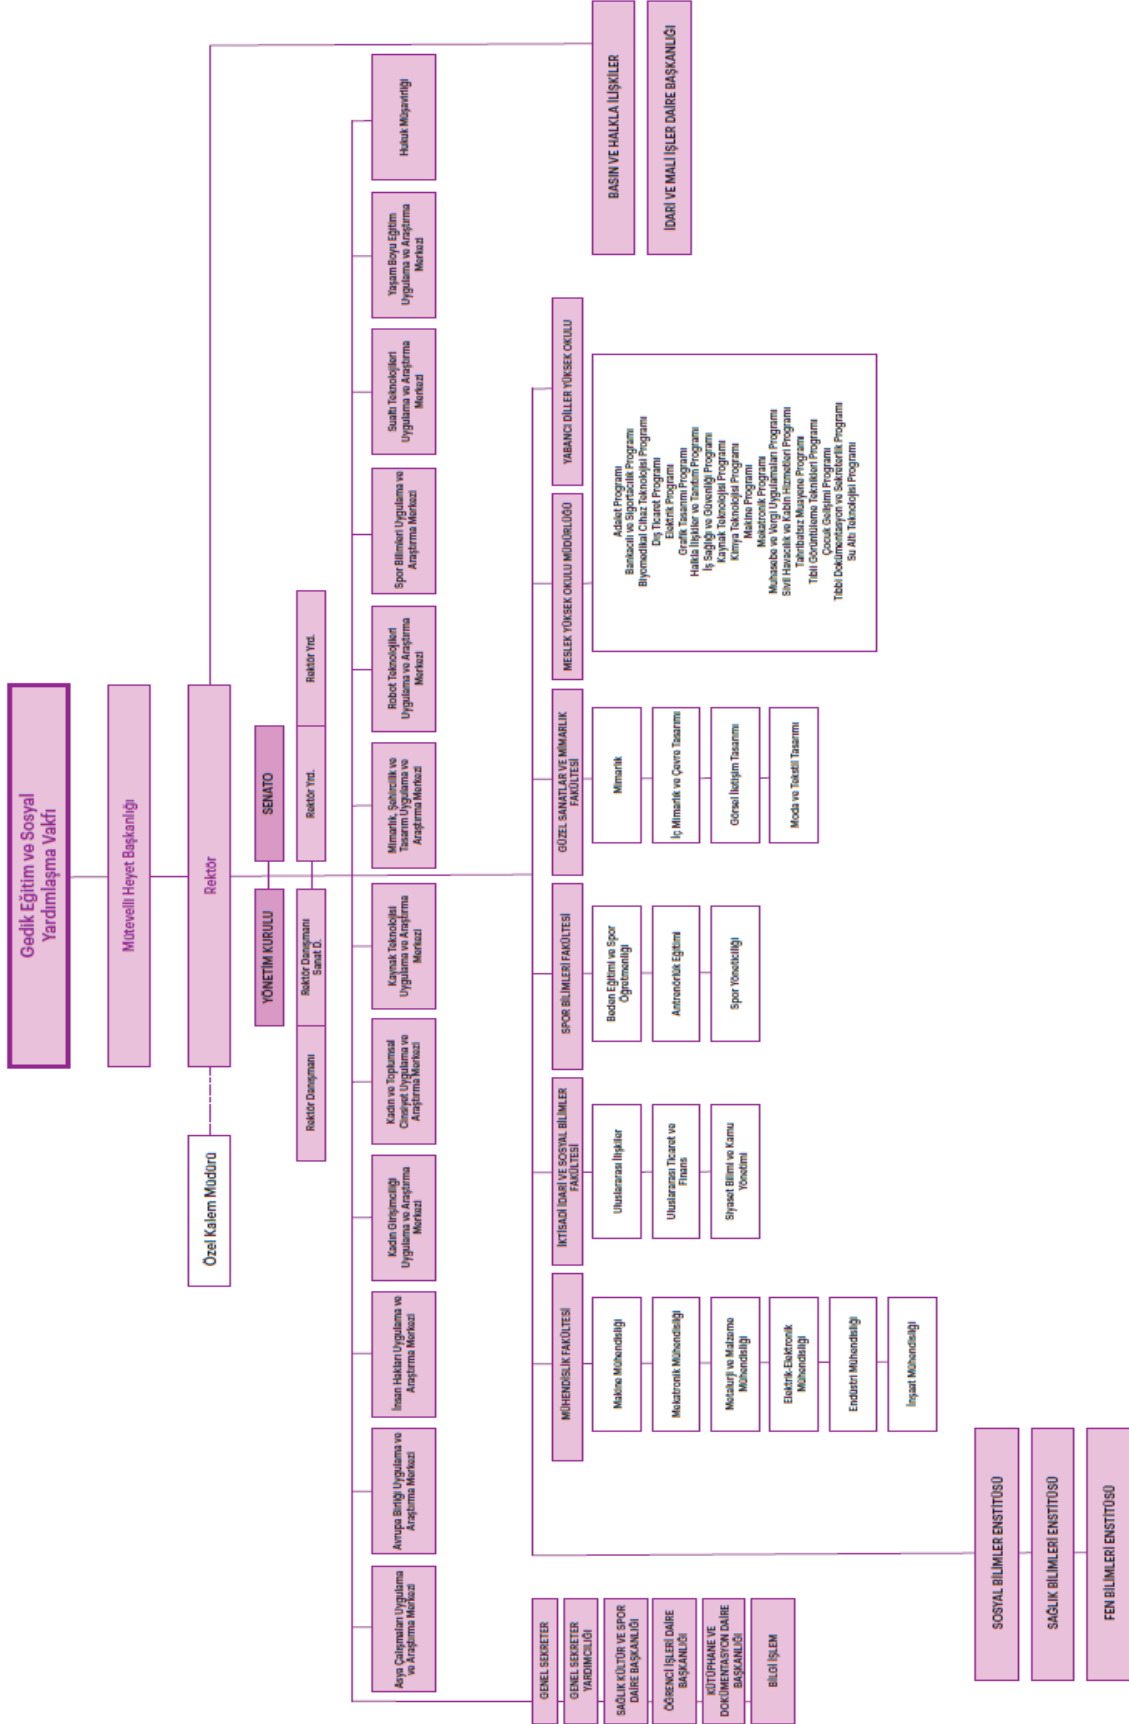 Gedik Eğitim ve Sosyal
Yardımlaşma Vakfı
Mütevelli Heyet Başkanlığı
Özel Kalem Müdürü
Rektör
YÖNETİM KURULU
SENATO
Rektör Danışmanı
Rektör Danışmanı
Sanat D.
Rektör Yrd.
Rektör Yrd.
Asya Çalışmaları Uygulama
ve Araştırma Merkezi
Avrupa Birliği Uygulama ve
Araştırma Merkezi
İnsan Hakları Uygulama ve
Araştırma Merkezi
Kadın Girişimciliği
Uygulama ve Araştırma
Merkezi
Kadın ve Toplumsal
Cinsiyet Uygulama ve
Araştırma Merkezi
Kaynak Teknolojisi
Uygulama ve Araştırma
Merkezi
Mimarlık, Şehircilik ve
Tasarım Uygulama ve
Araştırma Merkezi
Robot Teknolojileri
Uygulama ve Araştırma
Merkezi
Spor Bilimleri Uygulama ve
Araştırma Merkezi
Sualtı Teknolojileri
Uygulama ve Araştırma
Merkezi
Yaşam Boyu Eğitim
Uygulama ve Araştırma
Merkezi
Hukuk Müşavirliği
GENEL SEKRETER
GENEL SEKRETER
YARDIMCILIĞI
SAĞLIK KÜLTÜR VE SPOR
DAİRE BAŞKANLIĞI
ÖĞRENCİ İŞLERİ DAİRE
BAŞKANLIĞI
KÜTÜPHANE VE
DOKÜMENTASYON DAİRE
BAŞKANLIĞI
BİLGİ İŞLEM
MÜHENDİSLİK FAKÜLTESİ
Makine Mühendisliği
Mekatronik Mühendisliği
Metalurji ve Malzeme
Mühendisliği
Elektrik-Elektronik
Mühendisliği
Endüstri Mühendisliği
İnşaat Mühendisliği
İKTİSADİ İDARİ VE SOSYAL BİLİMLER
FAKÜLTESİ
Uluslararası İlişkiler
Uluslararası Ticaret ve
Finans
Siyaset Bilimi ve Kamu
Yönetimi
SPOR BİLİMLERİ FAKÜLTESİ
Beden Eğitimi ve Spor
Öğretmenliği
Antrenörlük Eğitimi
Spor Yöneticiliği
GÜZEL SANATLAR VE MİMARLIK
FAKÜLTESİ
Mimarlık
İç Mimarlık ve Çevre Tasarımı
Görsel İletişim Tasarımı
Moda ve Tekstil Tasarımı
MESLEK YÜKSEK OKULU MÜDÜRLÜĞÜ
YABANCI DİLLER YÜKSEK OKULU
Adalet Programı
Bankacılı ve Sigortacılık Programı
Biyomedikal Cihaz Teknolojisi Programı
Dış Ticaret Programı
Elektrik Programı
Grafik Tasarımı Programı
Halkla İlişkiler ve Tanıtım Programı
İş Sağlığı ve Güvenliği Programı
Kaynak Teknolojisi Programı
Kimya Teknolojisi Programı
Makine Programı
Mekatronik Programı
Muhasebe ve Vergi Uygulamaları Programı
Sivil Havacılık ve Kabin Hizmetleri Programı
Tahribatsız Muayene Programı
Tıbbi Görüntüleme Teknikleri Programı
Çocuk Gelişimi Programı
Tıbbi Dokümantasyon ve Sekreterlik Programı
Su Altı Teknolojisi Programı
BASIN VE HALKLA İLİŞKİLER
İDARİ VE MALİ İŞLER DAİRE BAŞKANLIĞI
SOSYAL BİLİMLER ENSTİTÜSÜ
SAĞLIK BİLİMLERİ ENSTİTÜSÜ
FEN BİLİMLERİ ENSTİTÜSÜ